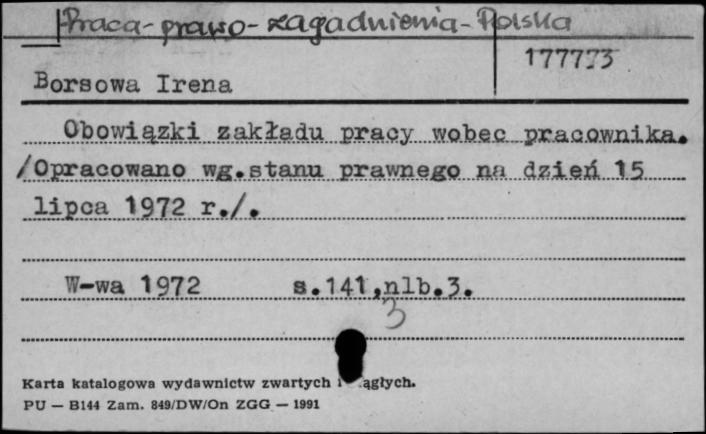 Praca - prawo - zagadnienia - Polska
177773
Borsowa Irena
Obowiązki zakładu pracy wobec pracownika.
/Opracowano wg.stanu prawnego na dzień 15
lipca 1972 r./.
W-wa 1972 s.141,nlb.3.
3
Karta katalogowa wydawnictw zwartych i ągłych.
PU — B144 Zam. 849/DW/On ZGG — 1991